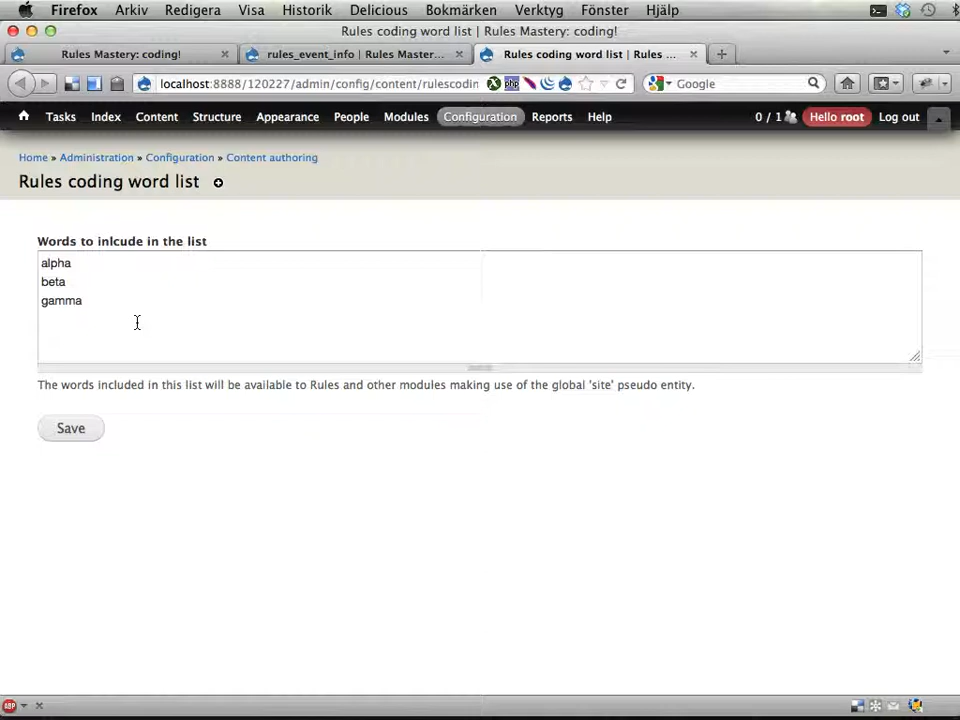 Firefox Arkiv Redigera Visa Historik Delicious Bokmärken Verktyg Fönster Hjälp
Rules coding word list | Rules Mastery: coding!
Rules Mastery: coding! rules_event_info | Rules Master... Rules coding word list | Rules ...
localhost:8888/120227/admin/config/content/rulescodin php Google
Tasks Index Content Structure Appearance People Modules Configuration Reports Help 0 / 1 Hello root Log out
Home » Administration » Configuration » Content authoring
Rules coding word list
Words to inlcude in the list
alpha
beta
gamma
The words included in this list will be available to Rules and other modules making use of the global 'site' pseudo entity.
Save
ABP